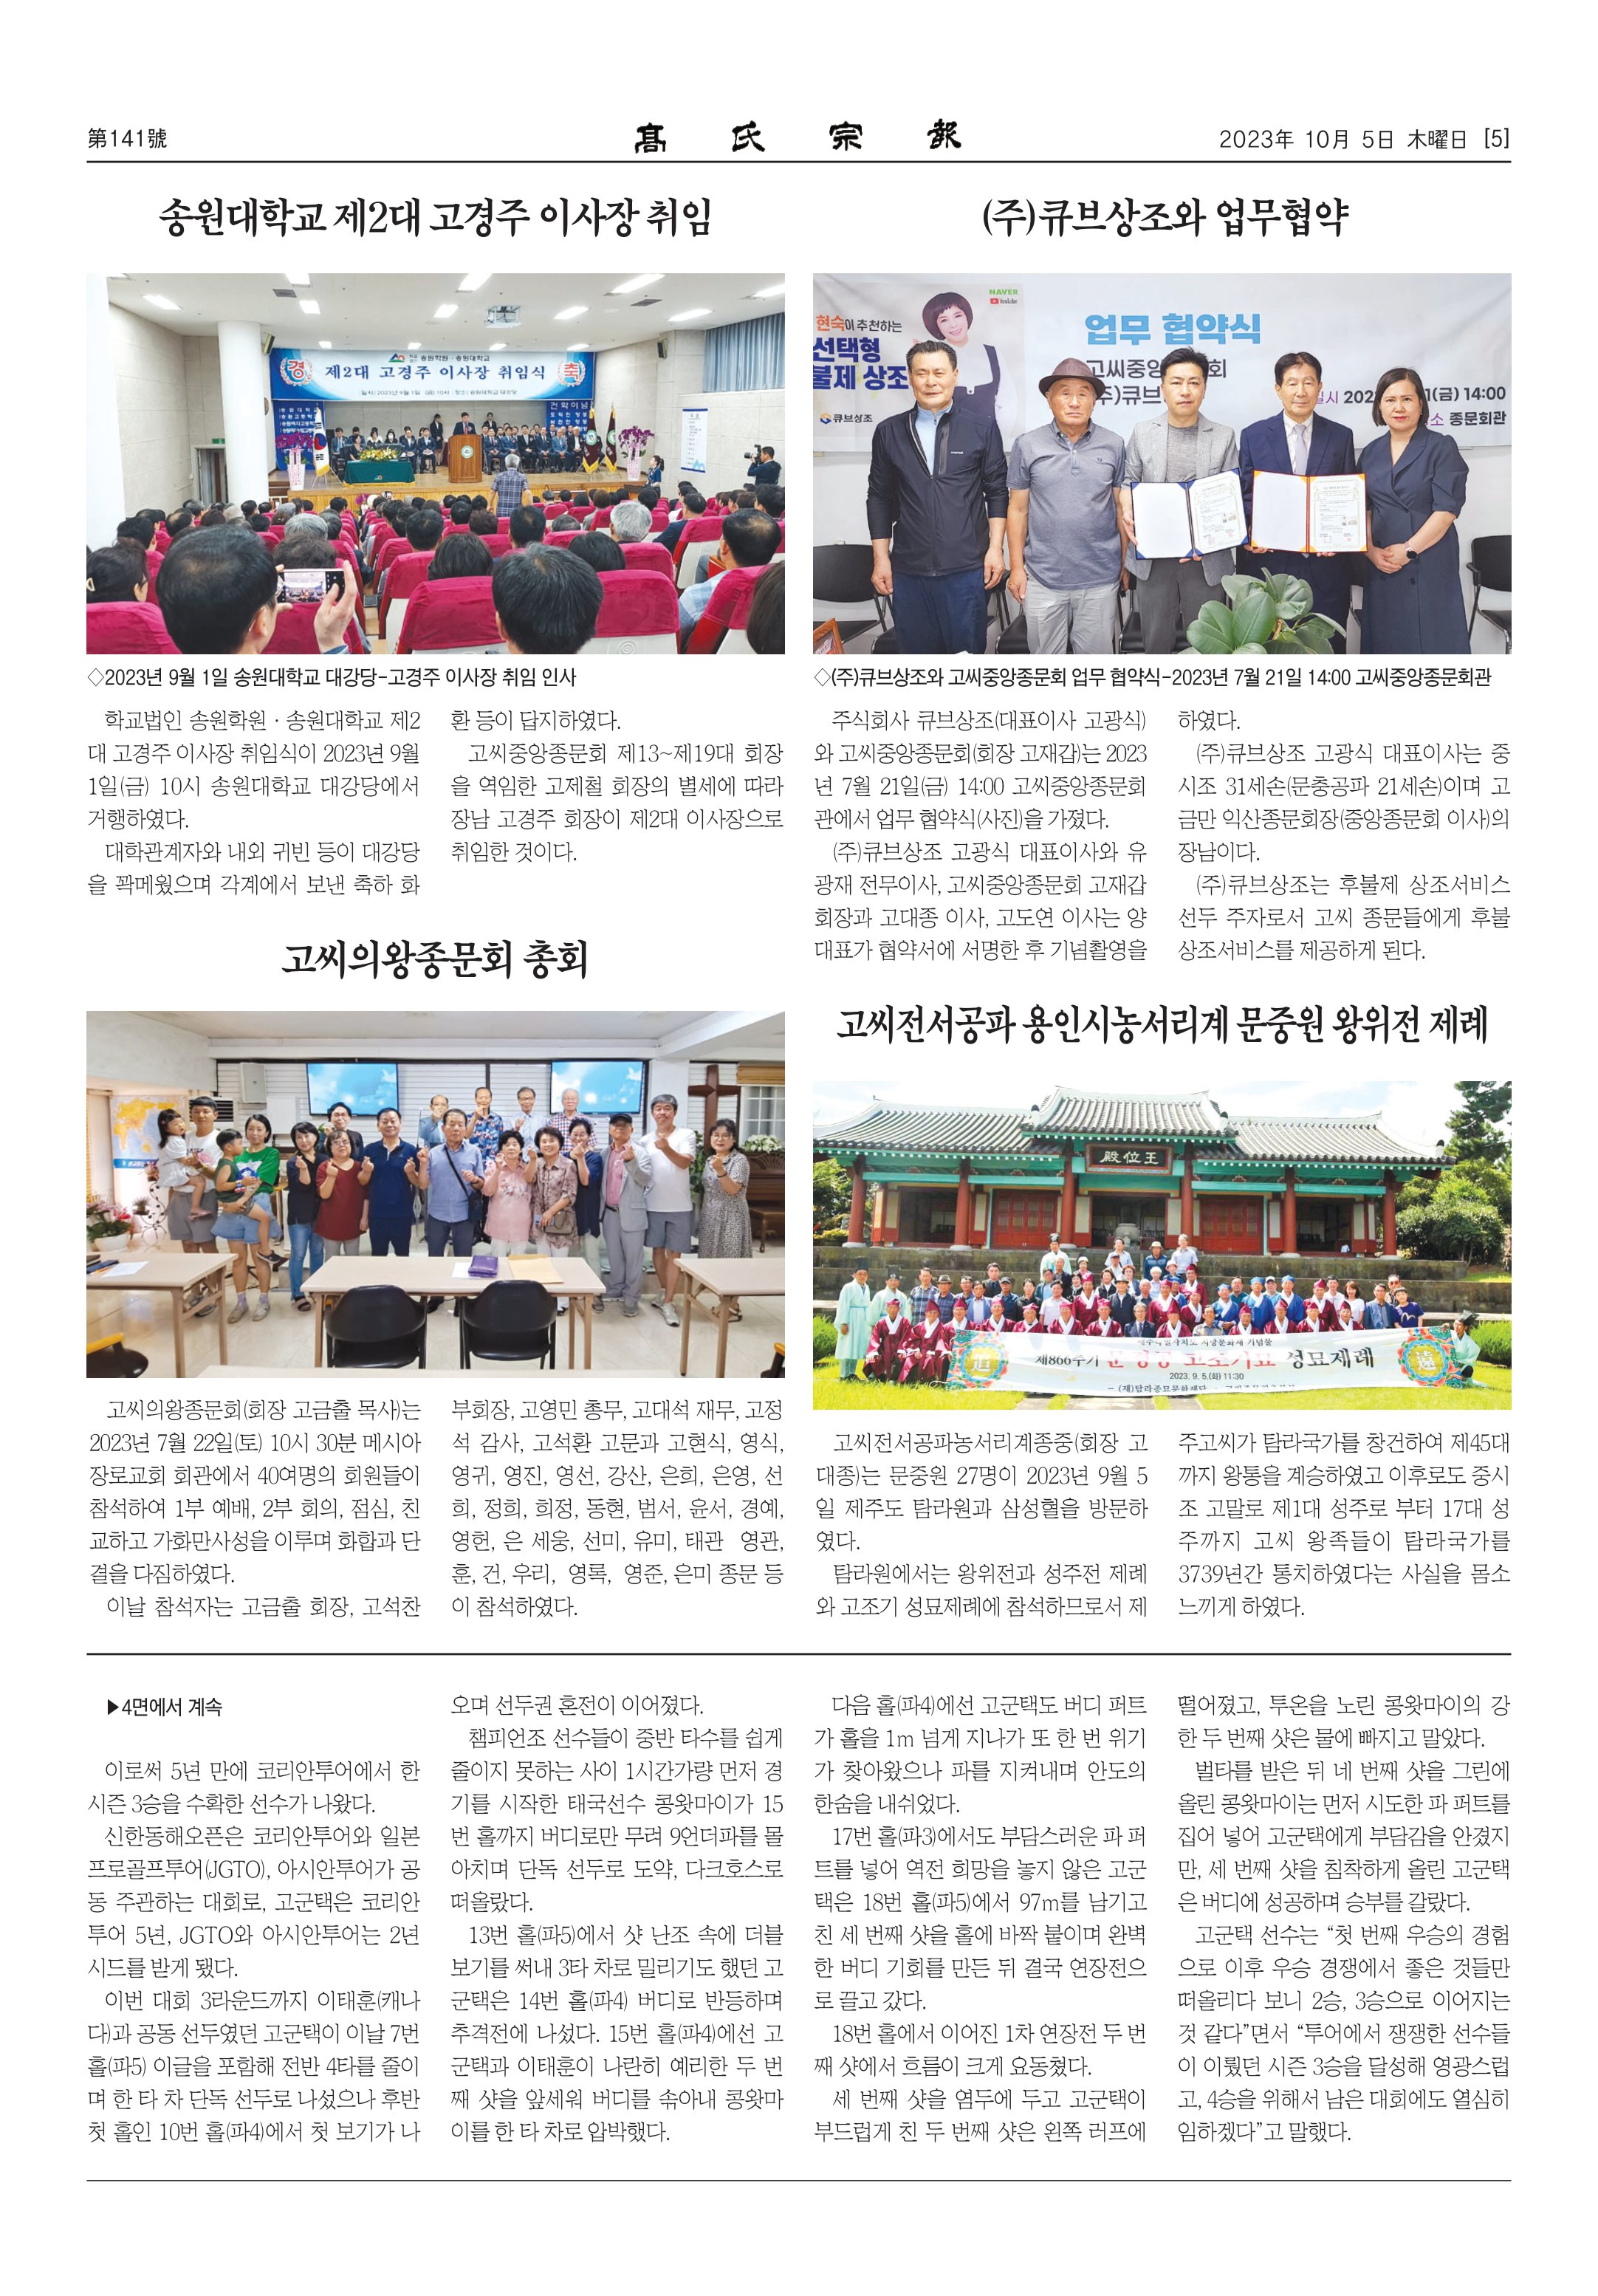 第141號
高氏宗報
2023年 10月 5日 木曜日 [5]
송원대학교 제2대 고경주 이사장 취임
경
송원학원 · 송원대학교
제2대 고경주 이사장 취임식
축
건학이념
◇2023년 9월 1일 송원대학교 대강당-고경주 이사장 취임 인사
학교법인 송원학원 · 송원대학교 제2
대 고경주 이사장 취임식이 2023년 9월
1일(금) 10시 송원대학교 대강당에서
거행하였다.
대학관계자와 내외 귀빈 등이 대강당
을 꽉메웠으며 각계에서 보낸 축하 화
환 등이 답지하였다.
고씨중앙종문회 제13~제19대 회장
을 역임한 고제철 회장의 별세에 따라
장남 고경주 회장이 제2대 이사장으로
취임한 것이다.
(주)큐브상조와 업무협약
NAVER
YouTube
현숙이 추천하는
선택형
불제 상조
큐브상조
업무 협약식
고씨중앙
회
주)큐브
일시 202
1(금) 14:00
소 종문회관
◇(주)큐브상조와 고씨중앙종문회 업무 협약식-2023년 7월 21일 14:00 고씨중앙종문회관
주식회사 큐브상조(대표이사 고광식)
와 고씨중앙종문회(회장 고재갑)는 2023
년 7월 21일(금) 14:00 고씨중앙종문회
관에서 업무 협약식(사진)을 가졌다.
(주)큐브상조 고광식 대표이사와 유
광재 전무이사, 고씨중앙종문회 고재갑
회장과 고대종 이사, 고도연 이사는 양
대표가 협약서에 서명한 후 기념촬영을
하였다.
(주)큐브상조 고광식 대표이사는 중
시조 31세손(문충공파 21세손)이며 고
금만 익산종문회장(중앙종문회 이사)의
장남이다.
(주)큐브상조는 후불제 상조서비스
선두 주자로서 고씨 종문들에게 후불
상조서비스를 제공하게 된다.
고씨의왕종문회 총회
고씨의왕종문회(회장 고금출 목사)는
2023년 7월 22일(토) 10시 30분 메시아
장로교회 회관에서 40여명의 회원들이
참석하여 1부 예배, 2부 회의, 점심, 친
교하고 가화만사성을 이루며 화합과 단
결을 다짐하였다.
이날 참석자는 고금출 회장, 고석찬
부회장, 고영민 총무, 고대석 재무, 고정
석 감사, 고석환 고문과 고현식, 영식,
영귀, 영진, 영선, 강산, 은희, 은영, 선
희, 정희, 희정, 동현, 범서, 윤서, 경예,
영헌, 은 세웅, 선미, 유미, 태관 영관,
훈, 건, 우리, 영록, 영준, 은미 종문 등
이 참석하였다.
고씨전서공파 용인시농서리계 문중원 왕위전 제례
殿位王
제866주기 문경공 고조기묘 성묘제례
2023. 9. 5.(화) 11:30
(재)탐라종묘문화재단
追
遠
고씨전서공파농서리계종중(회장 고
대종)는 문중원 27명이 2023년 9월 5
일 제주도 탐라원과 삼성혈을 방문하
였다.
탐라원에서는 왕위전과 성주전 제례
와 고조기 성묘제례에 참석하므로서 제
주고씨가 탐라국가를 창건하여 제45대
까지 왕통을 계승하였고 이후로도 중시
조 고말로 제1대 성주로 부터 17대 성
주까지 고씨 왕족들이 탐라국가를
3739년간 통치하였다는 사실을 몸소
느끼게 하였다.
▶4면에서 계속
이로써 5년 만에 코리안투어에서 한
시즌 3승을 수확한 선수가 나왔다.
신한동해오픈은 코리안투어와 일본
프로골프투어(JGTO), 아시안투어가 공
동 주관하는 대회로, 고군택은 코리안
투어 5년, JGTO와 아시안투어는 2년
시드를 받게 됐다.
이번 대회 3라운드까지 이태훈(캐나
다)과 공동 선두였던 고군택이 이날 7번
홀(파5) 이글을 포함해 전반 4타를 줄이
며 한 타 차 단독 선두로 나섰으나 후반
첫 홀인 10번 홀(파4)에서 첫 보기가 나
오며 선두권 혼전이 이어졌다.
챔피언조 선수들이 중반 타수를 쉽게
줄이지 못하는 사이 1시간가량 먼저 경
기를 시작한 태국선수 콩왓마이가 15
번 홀까지 버디로만 무려 9언더파를 몰
아치며 단독 선두로 도약, 다크호스로
떠올랐다.
13번 홀(파5)에서 샷 난조 속에 더블
보기를 써내 3타 차로 밀리기도 했던 고
군택은 14번 홀(파4) 버디로 반등하며
추격전에 나섰다. 15번 홀(파4)에선 고
군택과 이태훈이 나란히 예리한 두 번
째 샷을 앞세워 버디를 솎아내 콩왓마
이를 한 타 차로 압박했다.
다음 홀(파4)에선 고군택도 버디 퍼트
가 홀을 1m 넘게 지나가 또 한 번 위기
가 찾아왔으나 파를 지켜내며 안도의
한숨을 내쉬었다.
17번 홀(파3)에서도 부담스러운 파 퍼
트를 넣어 역전 희망을 놓지 않은 고군
택은 18번 홀(파5)에서 97m를 남기고
친 세 번째 샷을 홀에 바짝 붙이며 완벽
한 버디 기회를 만든 뒤 결국 연장전으
로 끌고 갔다.
18번 홀에서 이어진 1차 연장전 두 번
째 샷에서 흐름이 크게 요동쳤다.
세 번째 샷을 염두에 두고 고군택이
부드럽게 친 두 번째 샷은 왼쪽 러프에
떨어졌고, 투온을 노린 콩왓마이의 강
한 두 번째 샷은 물에 빠지고 말았다.
벌타를 받은 뒤 네 번째 샷을 그린에
올린 콩왓마이는 먼저 시도한 파 퍼트를
집어 넣어 고군택에게 부담감을 안겼지
만, 세 번째 샷을 침착하게 올린 고군택
은 버디에 성공하며 승부를 갈랐다.
고군택 선수는 “첫 번째 우승의 경험
으로 이후 우승 경쟁에서 좋은 것들만
떠올리다 보니 2승, 3승으로 이어지는
것 같다”면서 “투어에서 쟁쟁한 선수들
이 이뤘던 시즌 3승을 달성해 영광스럽
고, 4승을 위해서 남은 대회에도 열심히
임하겠다”고 말했다.